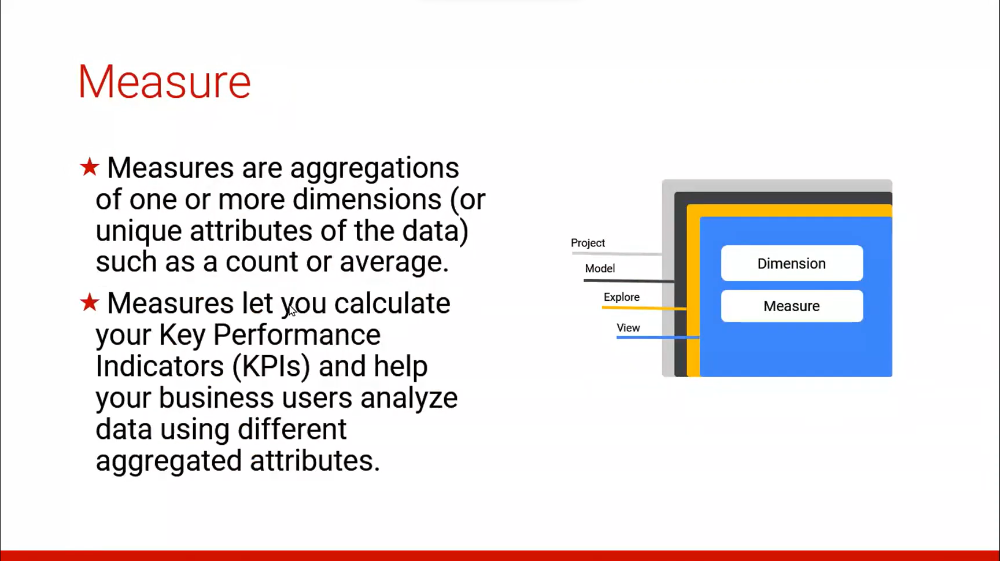 Measure
★ Measures are aggregations
of one or more dimensions (or
unique attributes of the data)
such as a count or average.
★ Measures let you calculate
your Key Performance
Indicators (KPIs) and help
your business users analyze
data using different
aggregated attributes.
Project
Model
Explore
View
Dimension
Measure